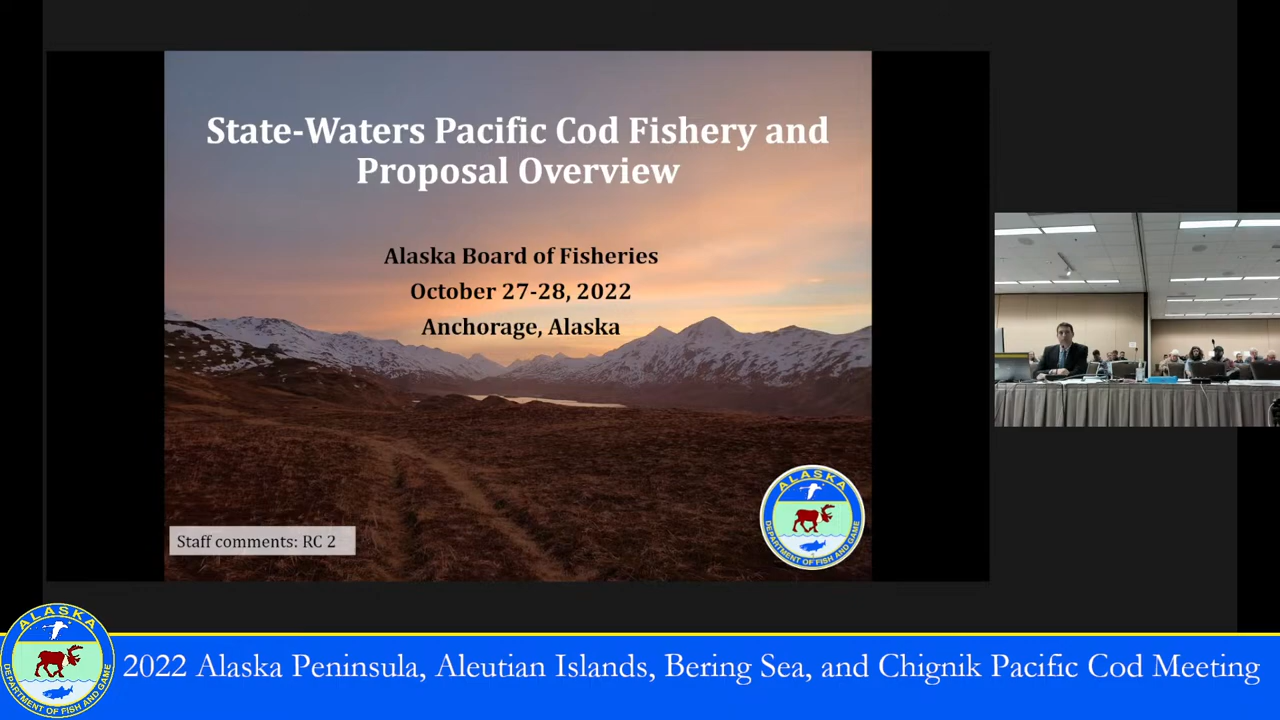 State-Waters Pacific Cod Fishery and
Proposal Overview
Alaska Board of Fisheries
October 27-28, 2022
Anchorage, Alaska
Staff comments: RC 2
ALASKA
DEPARTMENT OF FISH AND GAME
ALASKA
DEPARTMENT OF FISH AND GAME
2022 Alaska Peninsula, Aleutian Islands, Bering Sea, and Chignik Pacific Cod Meeting